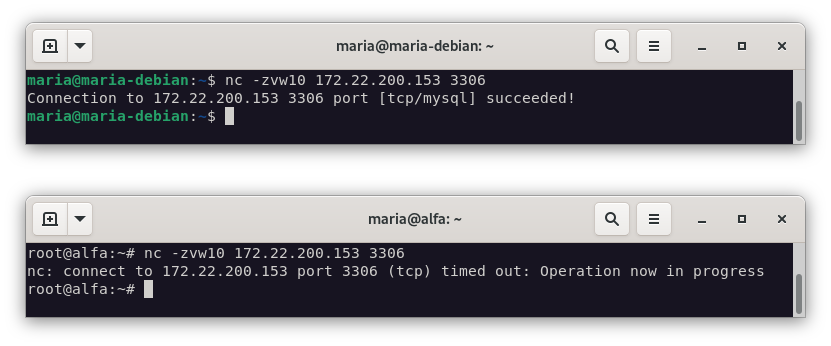 maria@maria-debian: ~
maria@maria-debian:~$ nc -zvw10 172.22.200.153 3306
Connection to 172.22.200.153 3306 port [tcp/mysql] succeeded!
maria@maria-debian:~$
maria@alfa: ~
root@alfa:~# nc -zvw10 172.22.200.153 3306
nc: connect to 172.22.200.153 port 3306 (tcp) timed out: Operation now in progress
root@alfa:~#